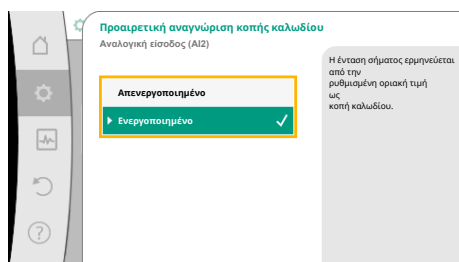 Προαιρετική αναγνώριση κοπής καλωδίου
Αναλογική είσοδος (AI2)
Απενεργοποιημένο
Ενεργοποιημένο
Η ένταση σήματος ερμηνεύεται
από την
ρυθμισμένη οριακή τιμή
ως
κοπή καλωδίου.
?